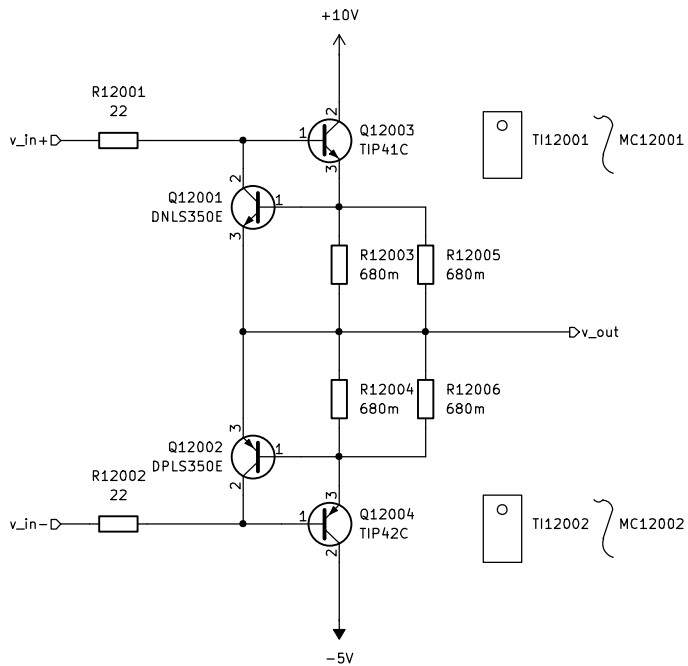 +10V
R12001
22
v_in+
1
2
3
Q12003
TIP41C
TI12001
MC12001
2
Q12001
DNLS350E
1
3
R12003
680m
R12005
680m
v_out
R12004
680m
R12006
680m
3
Q12002
DPLS350E
1
2
R12002
22
v_in-
1
3
2
Q12004
TIP42C
TI12002
MC12002
-5V